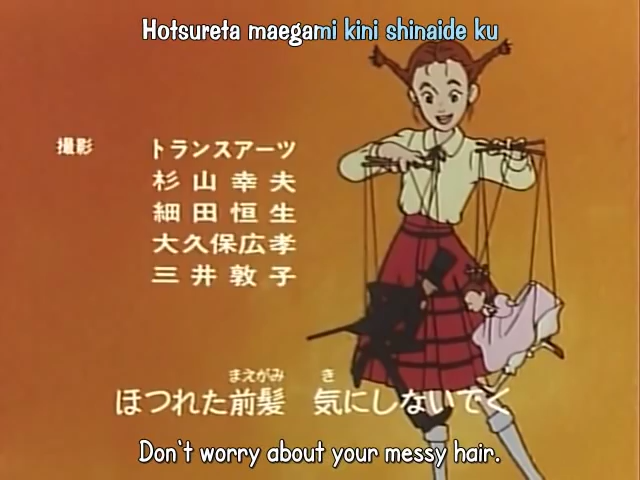 Hotsureta maegami kini shinaide ku
撮影
トランスアーツ
杉山幸夫
細田恒生
大久保広孝
三井敦子
まえがみ き
ほつれた前髪 気にしないでく
Don't worry about your messy hair.